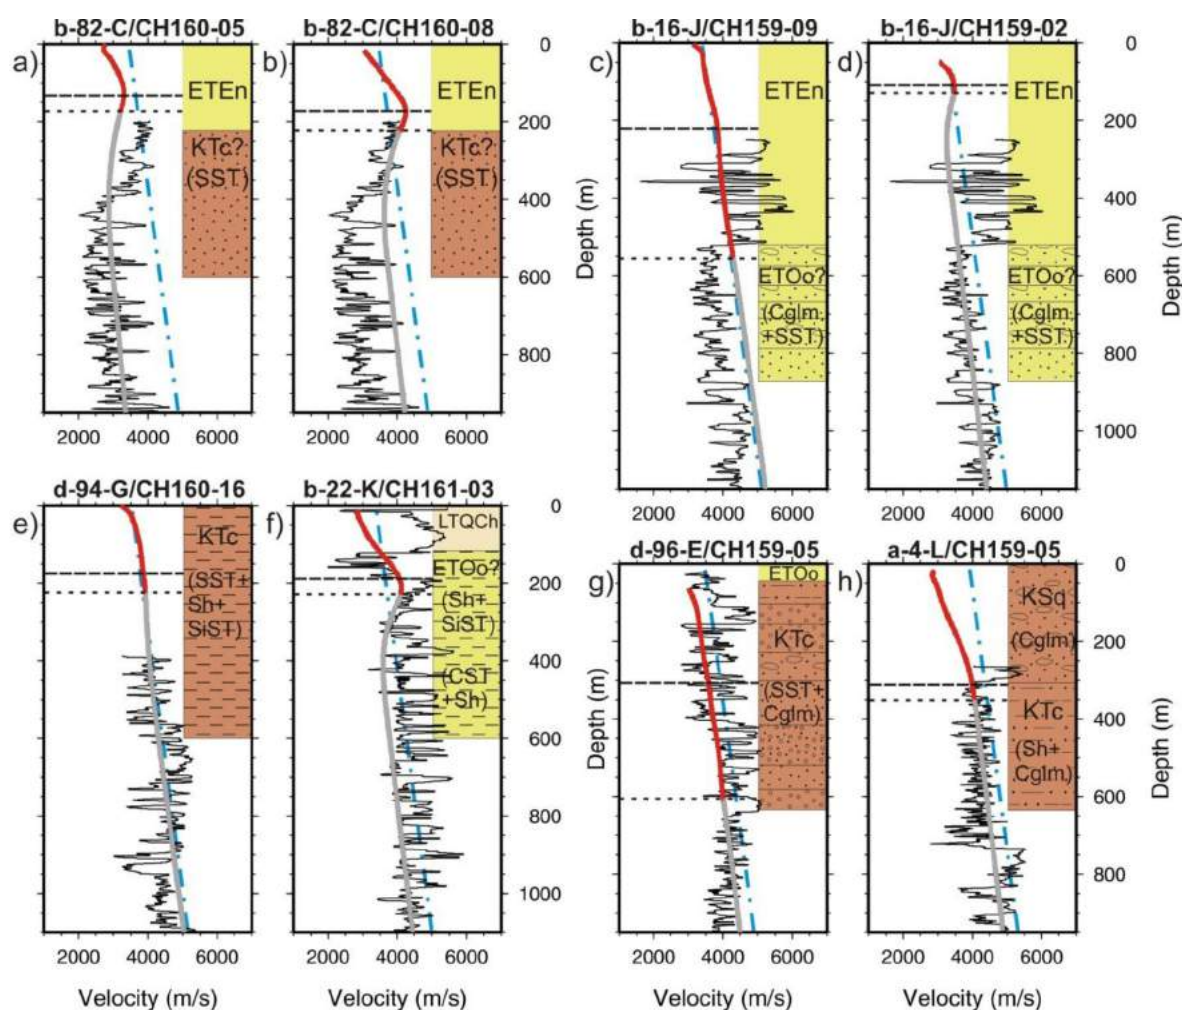 b-82-C/CH160-05
b-82-C/CH160-08
b-16-J/CH159-09
b-16-J/CH159-02
a)
b)
c)
d)
ETEn
KTc?
(SST)
ETEn
KTc?
(SST)
0
200
400
600
800
Depth (m)
ETEn
ETOo?
(Cglm
+SST)
ETEn
ETOo?
(Cglm
+SST)
0
200
400
600
800
1000
Depth (m)
2000 4000 6000
2000 4000 6000
2000 4000 6000
2000 4000 6000
d-94-G/CH160-16
b-22-K/CH161-03
e)
f)
KTc
(SST+
Sh+
SiST)
LTQCh
ETOo?
(Sh+
SiST)
(CST
+Sh)
0
200
400
600
800
1000
Depth (m)
2000 4000 6000
2000 4000 6000
Velocity (m/s)
Velocity (m/s)
d-96-E/CH159-05
a-4-L/CH159-05
g)
h)
ETOo
KTc
(SST+
Cglm)
KSq
(Cglm)
KTc
(Sh+
Cglm)
0
200
400
600
800
Depth (m)
2000 4000 6000
2000 4000 6000
Velocity (m/s)
Velocity (m/s)